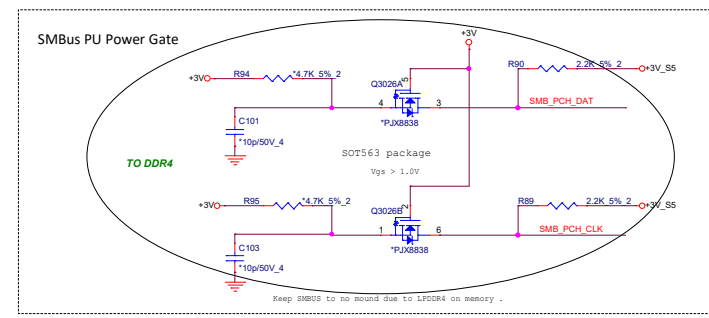 SMBus PU Power Gate
+3V
R94
*4.7K_5%_2
R90
2.2K_5%_2
+3V
+3V_S5
Q3026A
5
4
3
SMB_PCH_DAT
C101
*PJX8838
*10p/50V_4
SOT563 package
TO DDR4
Vgs > 1.0V
R95
*4.7K_5%_2
R89
2.2K_5%_2
+3V
+3V_S5
Q3026B
2
1
6
SMB_PCH_CLK
C103
*PJX8838
*10p/50V_4
Keep SMBUS to no mound due to LPDDR4 on memory .